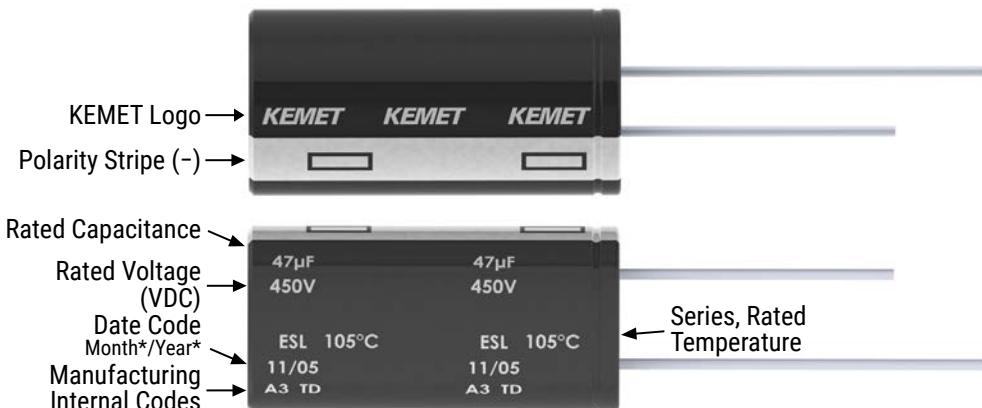 KEMET Logo
KEMET KEMET KEMET
Polarity Stripe (−)
Rated Capacitance
47µF 47µF
Rated Voltage
(VDC)
450V 450V
Date Code
Month*/Year*
ESL 105°C ESL 105°C
Series, Rated
Temperature
11/05 11/05
Manufacturing
Internal Codes
A3 TD A3 TD